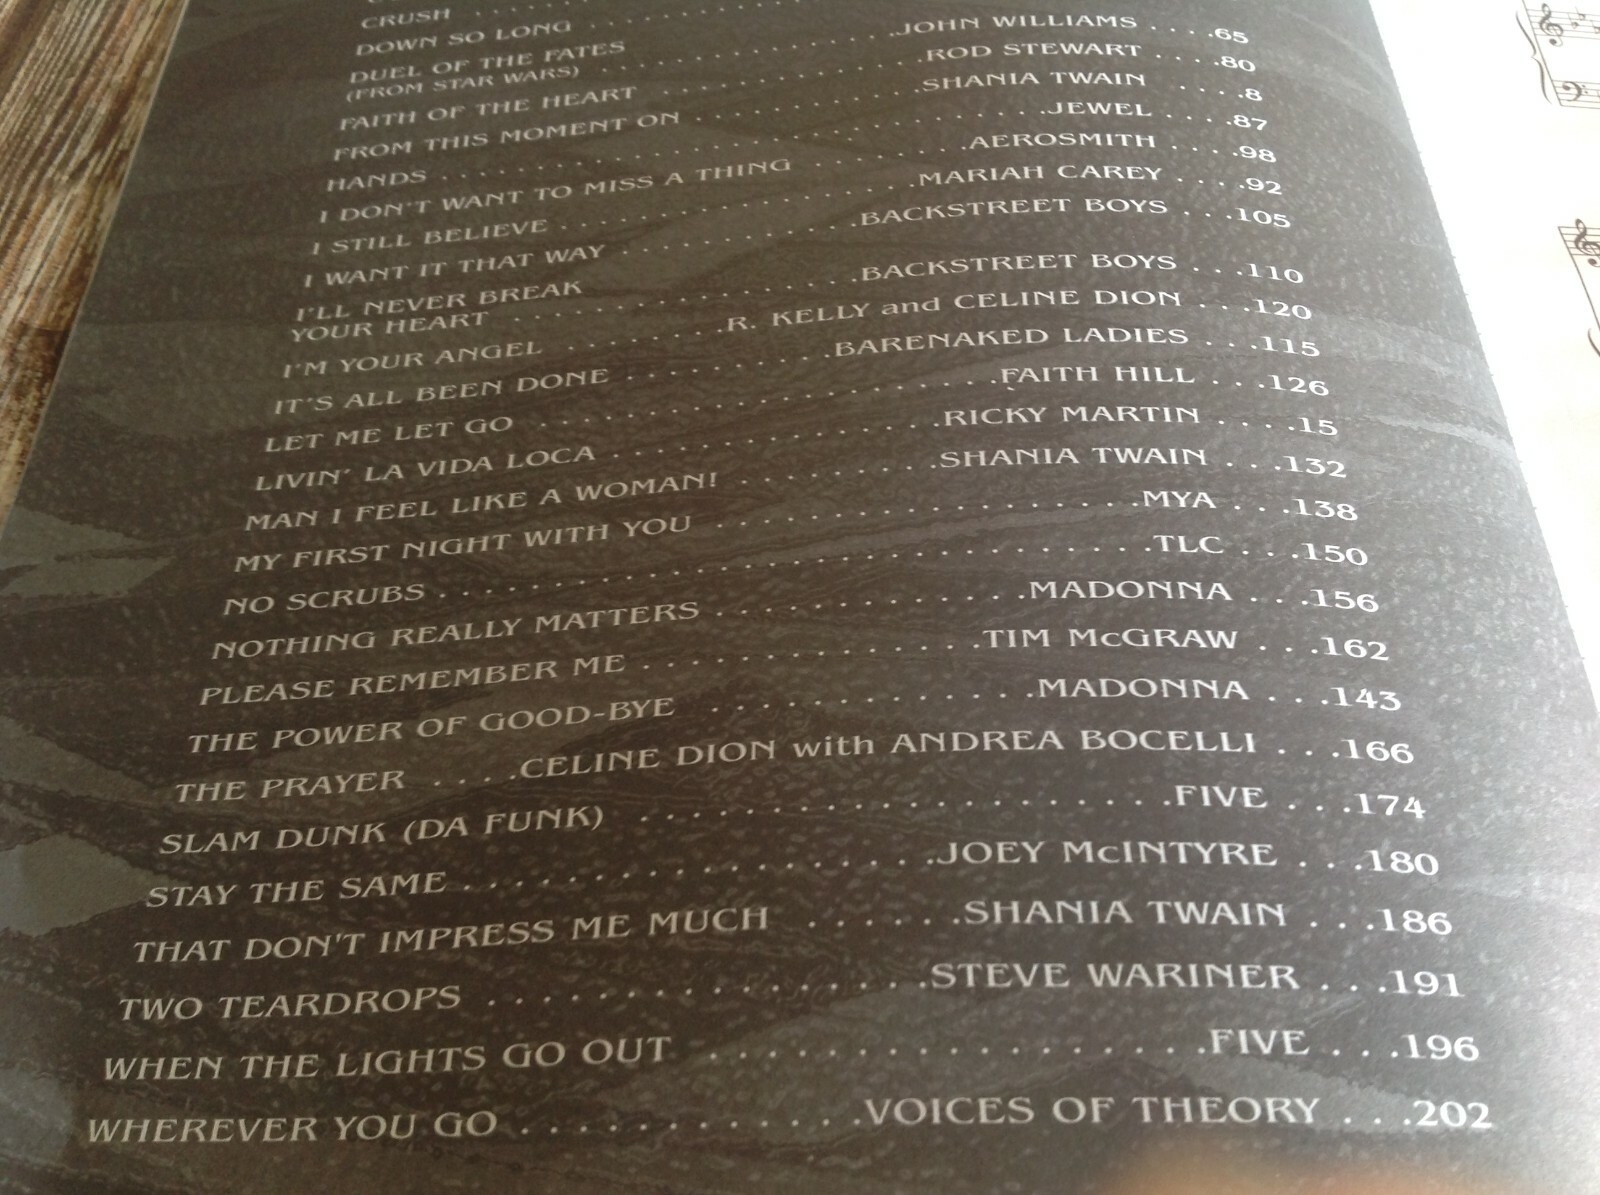 CRUSH . . . . . . .
DOWN SO LONG . . . . . . .
DUEL OF THE FATES
(FROM STAR WARS) . . . . . . . . . . . JOHN WILLIAMS . . . .65
FAITH OF THE HEART . . . . . . . . . . . ROD STEWART . . . .80
FROM THIS MOMENT ON . . . . . . . . . SHANIA TWAIN . . . .8
HANDS . . . . . . . . . . . . . . . . . . . . . .JEWEL . . . .87
I DON'T WANT TO MISS A THING . . . . . .AEROSMITH . . . .98
I STILL BELIEVE . . . . . . . . . . . . . .MARIAH CAREY . . . .92
I WANT IT THAT WAY . . . . . . . . . .BACKSTREET BOYS . . .105
I'LL NEVER BREAK
YOUR HEART . . . . . . . . . . . . . .BACKSTREET BOYS . . .110
I'M YOUR ANGEL . . . . . . .R. KELLY and CELINE DION . . .120
IT'S ALL BEEN DONE . . . . . . . . .BARENAKED LADIES . . .115
LET ME LET GO . . . . . . . . . . . . . . . . .FAITH HILL . . .126
LIVIN' LA VIDA LOCA . . . . . . . . . . . . .RICKY MARTIN . . . .15
MAN I FEEL LIKE A WOMAN! . . . . . . . .SHANIA TWAIN . . .132
MY FIRST NIGHT WITH YOU . . . . . . . . . . . . . . . .MYA . . .138
NO SCRUBS . . . . . . . . . . . . . . . . . . . . . . . . .TLC . . .150
NOTHING REALLY MATTERS . . . . . . . . . . . .MADONNA . . .156
PLEASE REMEMBER ME . . . . . . . . . . . . .TIM McGRAW . . .162
THE POWER OF GOOD-BYE . . . . . . . . . . . .MADONNA . . .143
THE PRAYER . . . .CELINE DION with ANDREA BOCELLI . . .166
SLAM DUNK (DA FUNK) . . . . . . . . . . . . . . . . . .FIVE . . .174
STAY THE SAME . . . . . . . . . . . . . . . . .JOEY McINTYRE . . .180
THAT DON'T IMPRESS ME MUCH . . . . . .SHANIA TWAIN . . .186
TWO TEARDROPS . . . . . . . . . . . . . . . .STEVE WARINER . . .191
WHEN THE LIGHTS GO OUT . . . . . . . . . . . . . . . . .FIVE . . .196
WHEREVER YOU GO . . . . . . . . . . . .VOICES OF THEORY . . .202